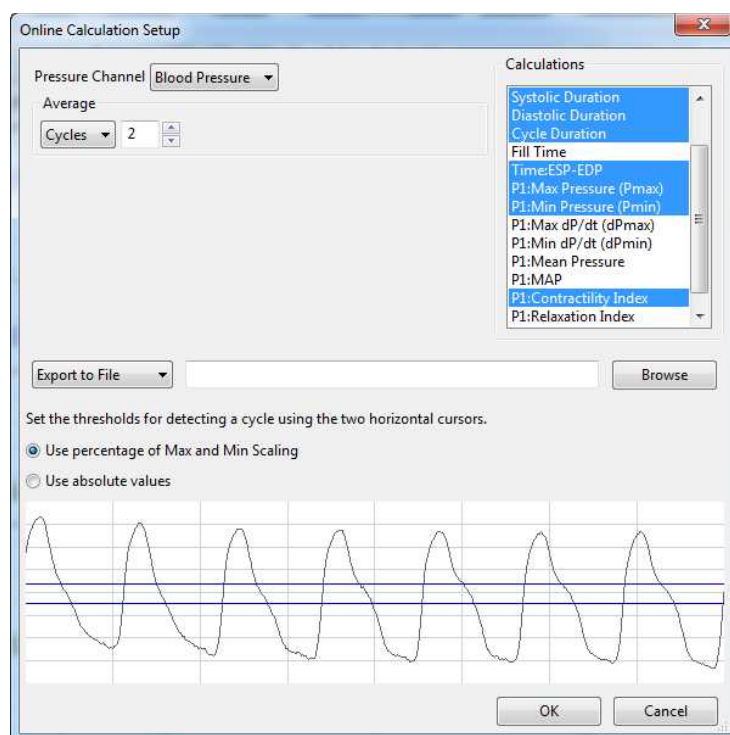 Online Calculation Setup
Pressure Channel Blood Pressure
Average
Cycles 2
Calculations
Systolic Duration
Diastolic Duration
Cycle Duration
Fill Time
Time:ESP-EDP
P1:Max Pressure (Pmax)
P1:Min Pressure (Pmin)
P1:Max dP/dt (dPmax)
P1:Min dP/dt (dPmin)
P1:Mean Pressure
P1:MAP
P1:Contractility Index
P1:Relaxation Index
Export to File Browse
Set the thresholds for detecting a cycle using the two horizontal cursors.
Use percentage of Max and Min Scaling
Use absolute values
OK Cancel